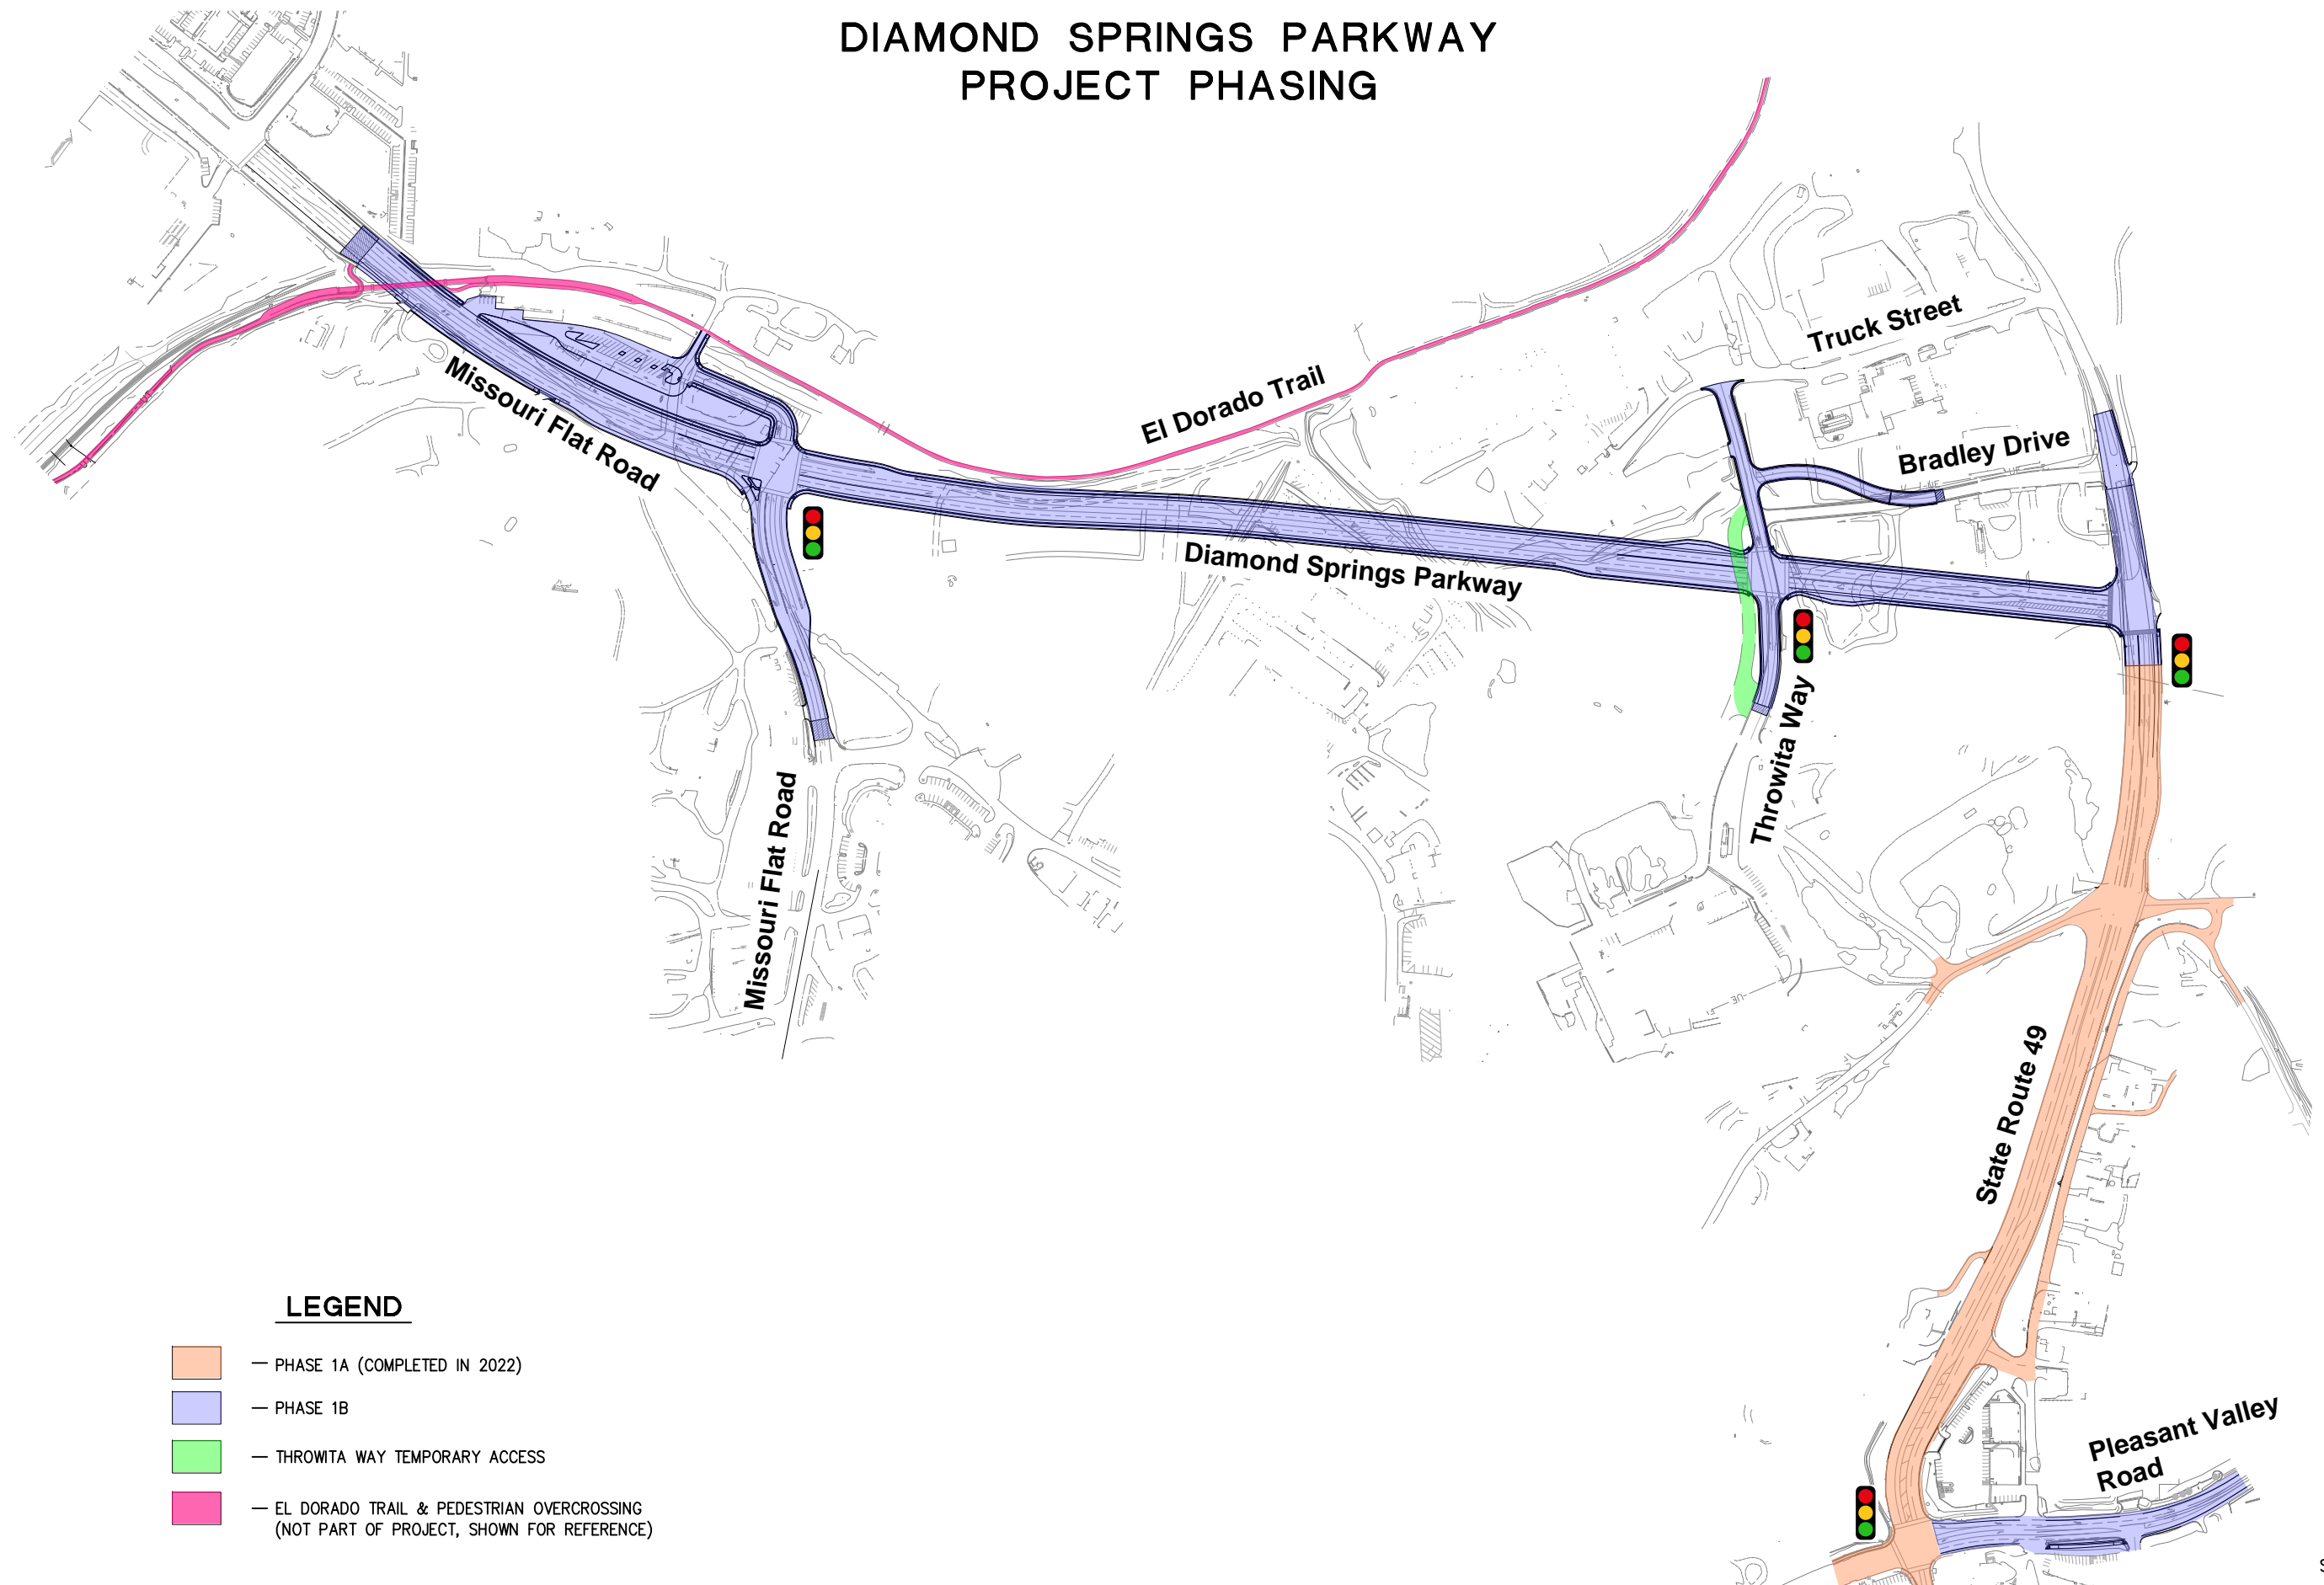 DIAMOND SPRINGS PARKWAY
PROJECT PHASING
Truck Street
El Dorado Trail
Missouri Flat Road
Bradley Drive
Diamond Springs Parkway
Throwita Way
Missouri Flat Road
State Route 49
Pleasant Valley
Road
LEGEND
— PHASE 1A (COMPLETED IN 2022)
— PHASE 1B
— THROWITA WAY TEMPORARY ACCESS
— EL DORADO TRAIL & PEDESTRIAN OVERCROSSING
(NOT PART OF PROJECT, SHOWN FOR REFERENCE)